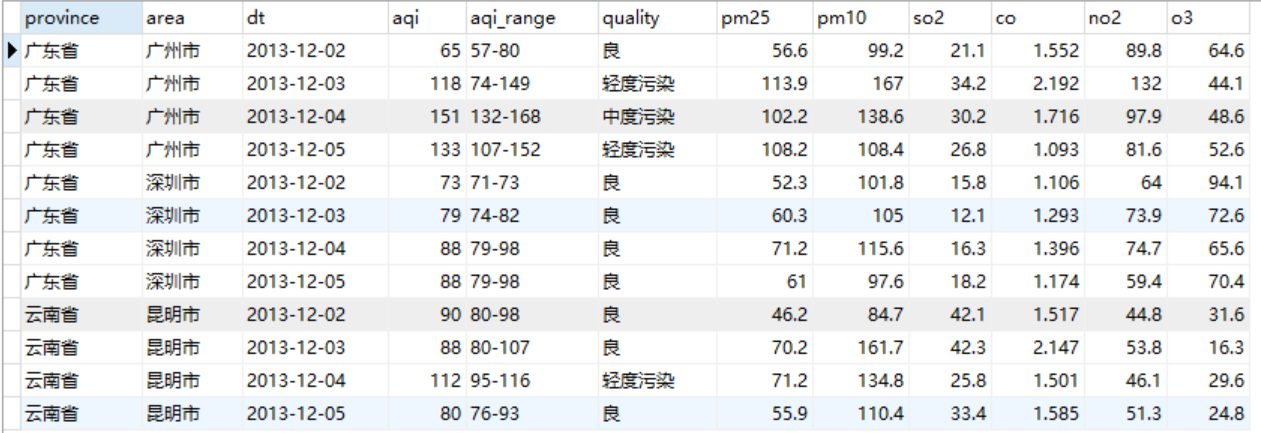 province area dt aqi aqi_range quality pm25 pm10 so2 co no2 o3
广东省 广州市 2013-12-02 65 57-80 良 56.6 99.2 21.1 1.552 89.8 64.6
广东省 广州市 2013-12-03 118 74-149 轻度污染 113.9 167 34.2 2.192 132 44.1
广东省 广州市 2013-12-04 151 132-168 中度污染 102.2 138.6 30.2 1.716 97.9 48.6
广东省 广州市 2013-12-05 133 107-152 轻度污染 108.2 108.4 26.8 1.093 81.6 52.6
广东省 深圳市 2013-12-02 73 71-73 良 52.3 101.8 15.8 1.106 64 94.1
广东省 深圳市 2013-12-03 79 74-82 良 60.3 105 12.1 1.293 73.9 72.6
广东省 深圳市 2013-12-04 88 79-98 良 71.2 115.6 16.3 1.396 74.7 65.6
广东省 深圳市 2013-12-05 88 79-98 良 61 97.6 18.2 1.174 59.4 70.4
云南省 昆明市 2013-12-02 90 80-98 良 46.2 84.7 42.1 1.517 44.8 31.6
云南省 昆明市 2013-12-03 88 80-107 良 70.2 161.7 42.3 2.147 53.8 16.3
云南省 昆明市 2013-12-04 112 95-116 轻度污染 71.2 134.8 25.8 1.501 46.1 29.6
云南省 昆明市 2013-12-05 80 76-93 良 55.9 110.4 33.4 1.585 51.3 24.8